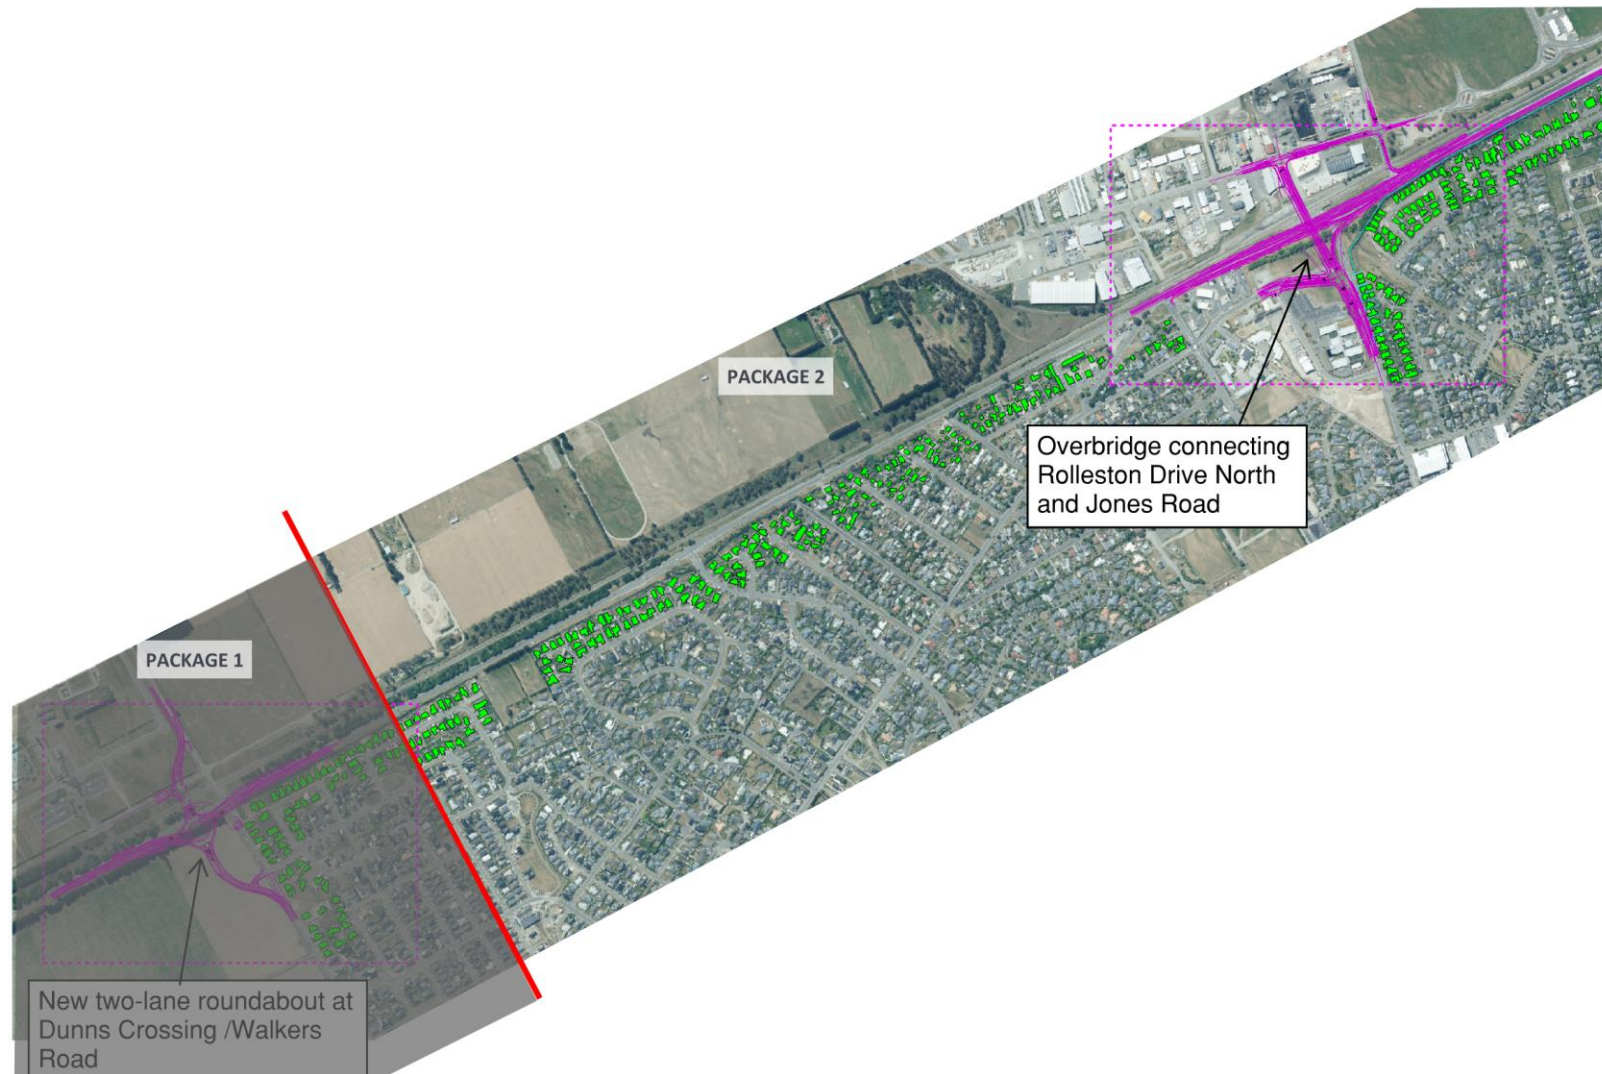 PACKAGE 2
Overbridge connecting
Rolleston Drive North
and Jones Road
PACKAGE 1
New two-lane roundabout at
Dunns Crossing /Walkers
Road